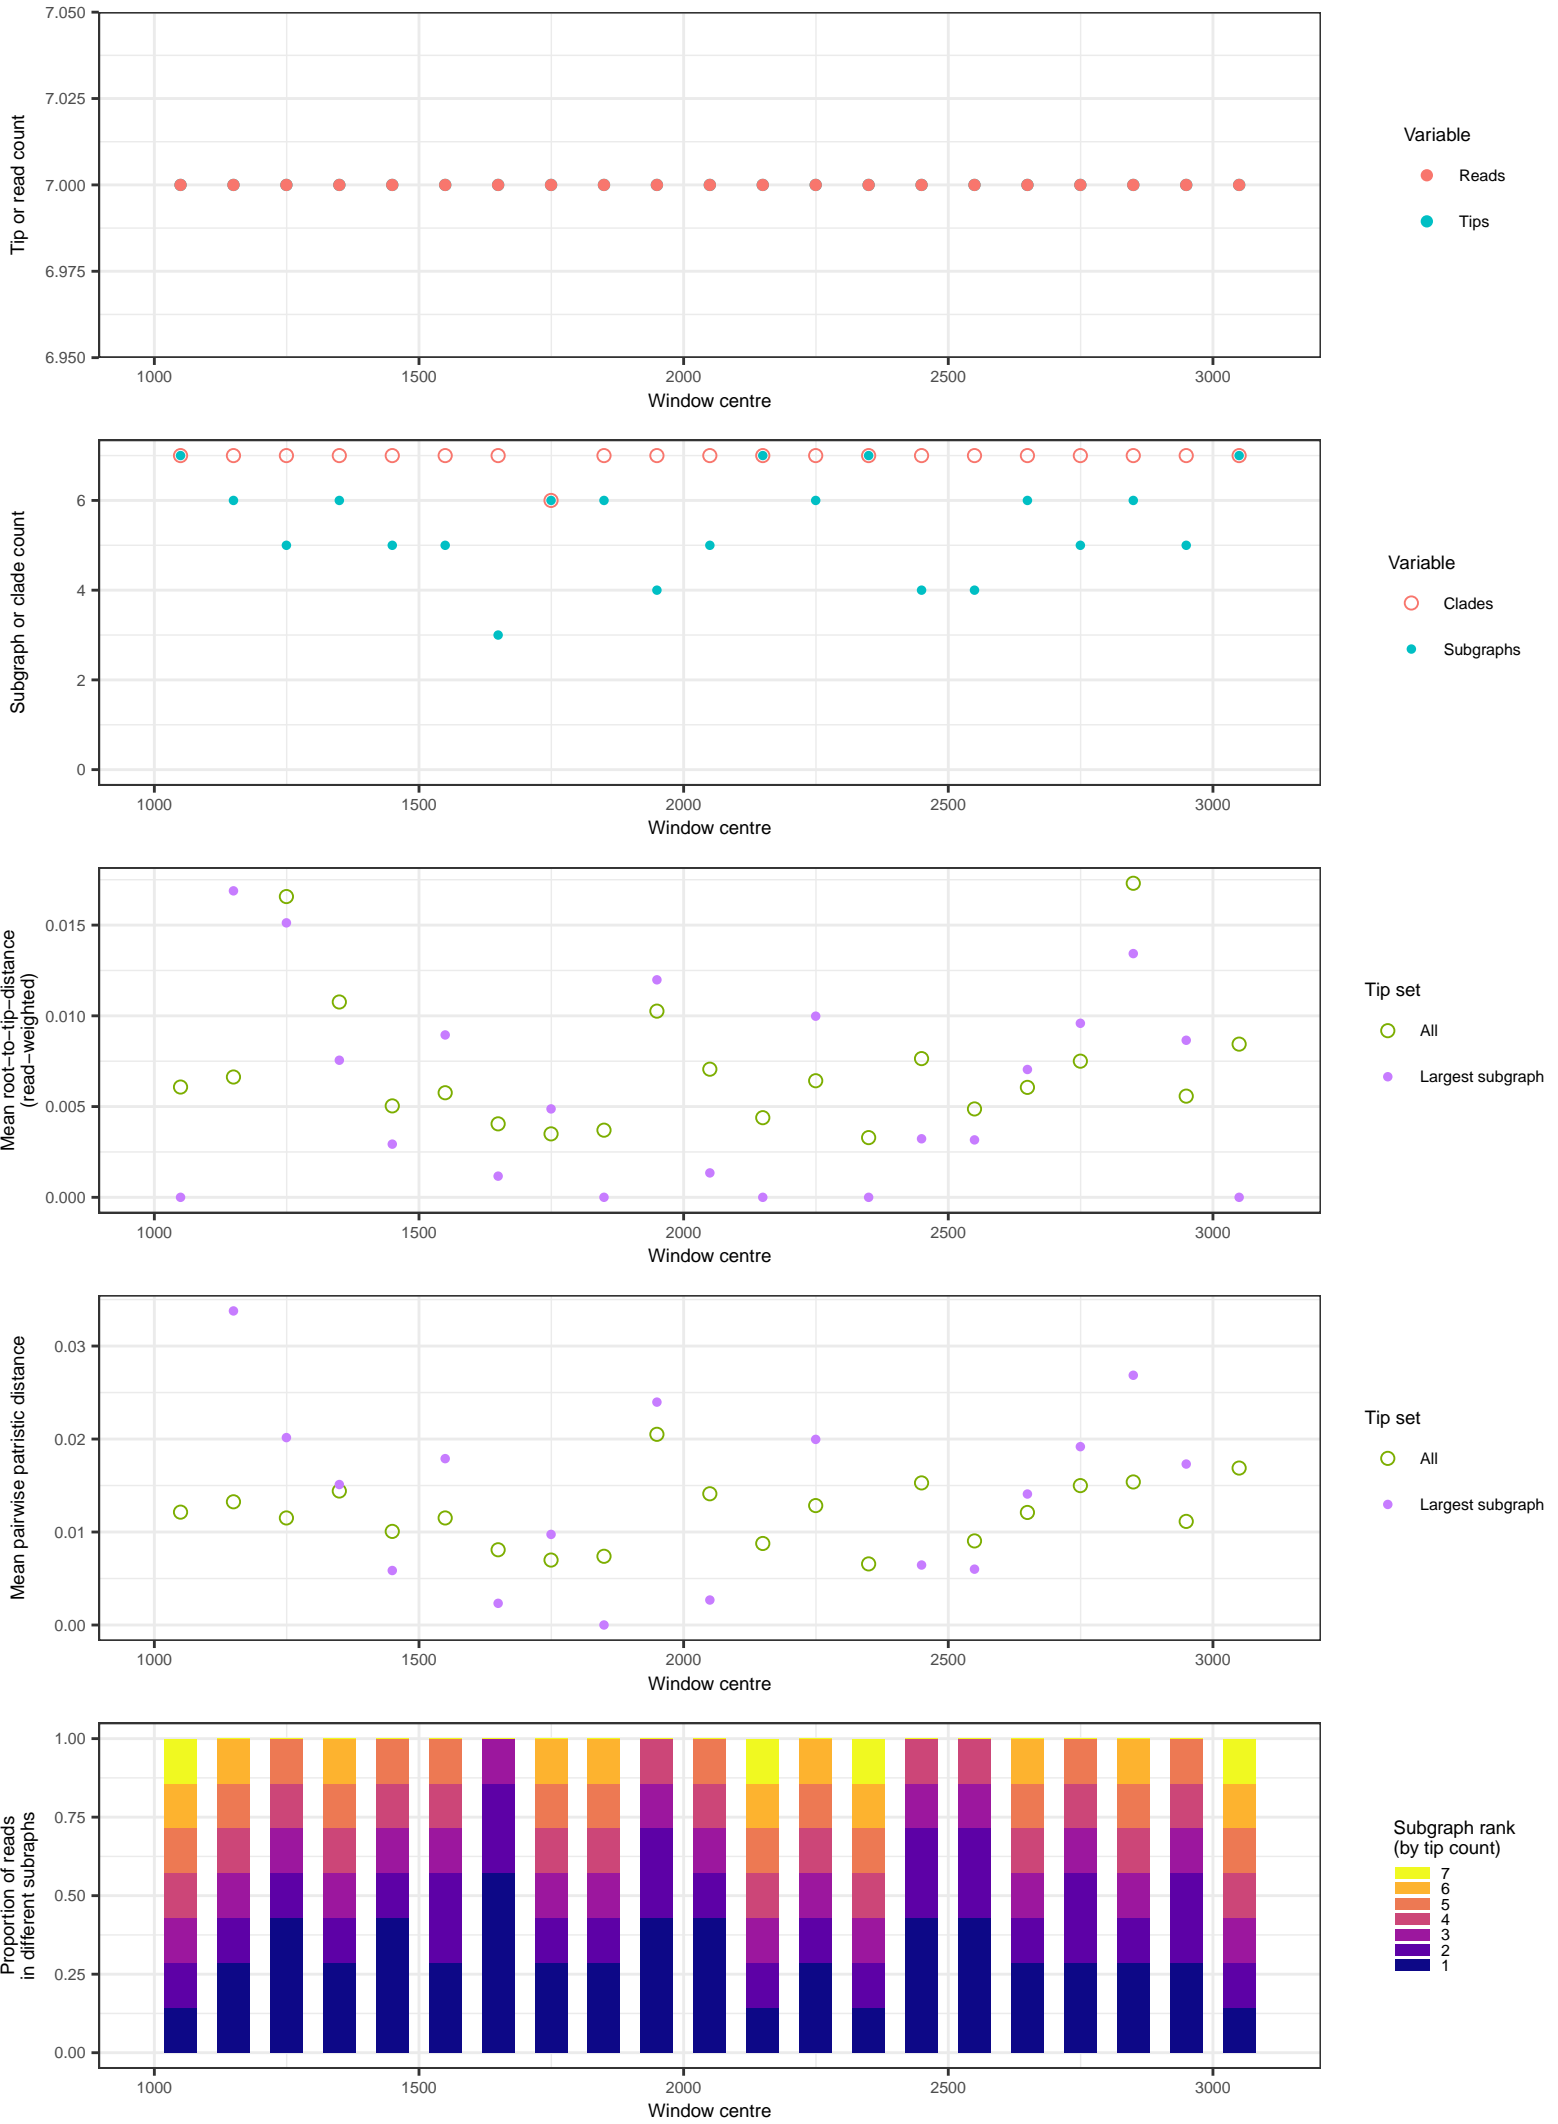 7.050
7.025
7.000
6.975
6.950
Tip or read count
1000 1500 2000 2500 3000
Window centre
Variable
Reads
Tips
6
4
2
0
Subgraph or clade count
1000 1500 2000 2500 3000
Window centre
Variable
Clades
Subgraphs
0.015
0.010
0.005
0.000
Mean root−to−tip−distance
(read−weighted)
1000 1500 2000 2500 3000
Window centre
Tip set
All
Largest subgraph
0.03
0.02
0.01
0.00
Mean pairwise patristic distance
1000 1500 2000 2500 3000
Window centre
Tip set
All
Largest subgraph
1.00
0.75
0.50
0.25
0.00
Proportion of reads
in different subraphs
1000 1500 2000 2500 3000
Window centre
Subgraph rank
(by tip count)
7
6
5
4
3
2
1